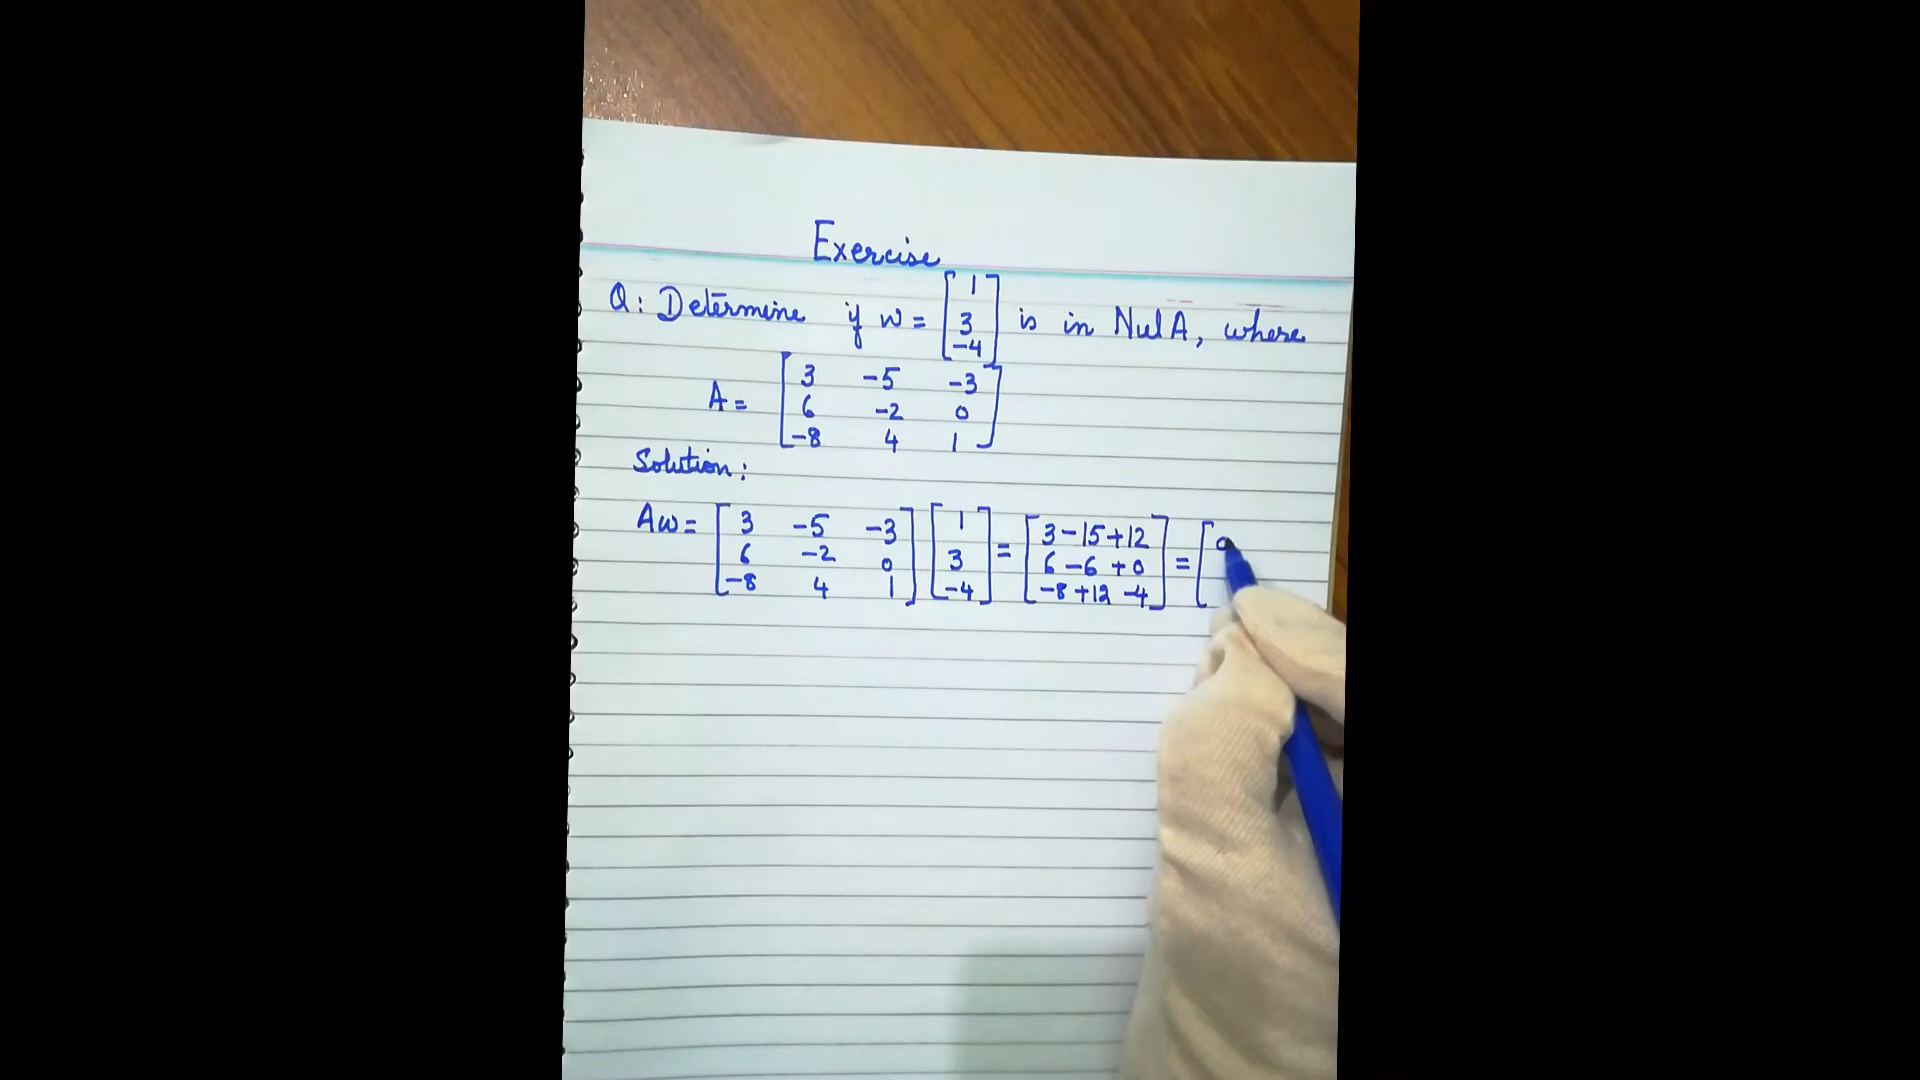 Exercise
Q: Determine if w = [1 3 -4] is in Nul A, where
A = [3 -5 -3
6 -2 0
-8 4 1]
Solution:
Aw = [3 -5 -3] [1] = [3-15+12] = [0
[6 -2 0] [3] [6-6+0]
[-8 4 1] [-4] [-8+12-4]